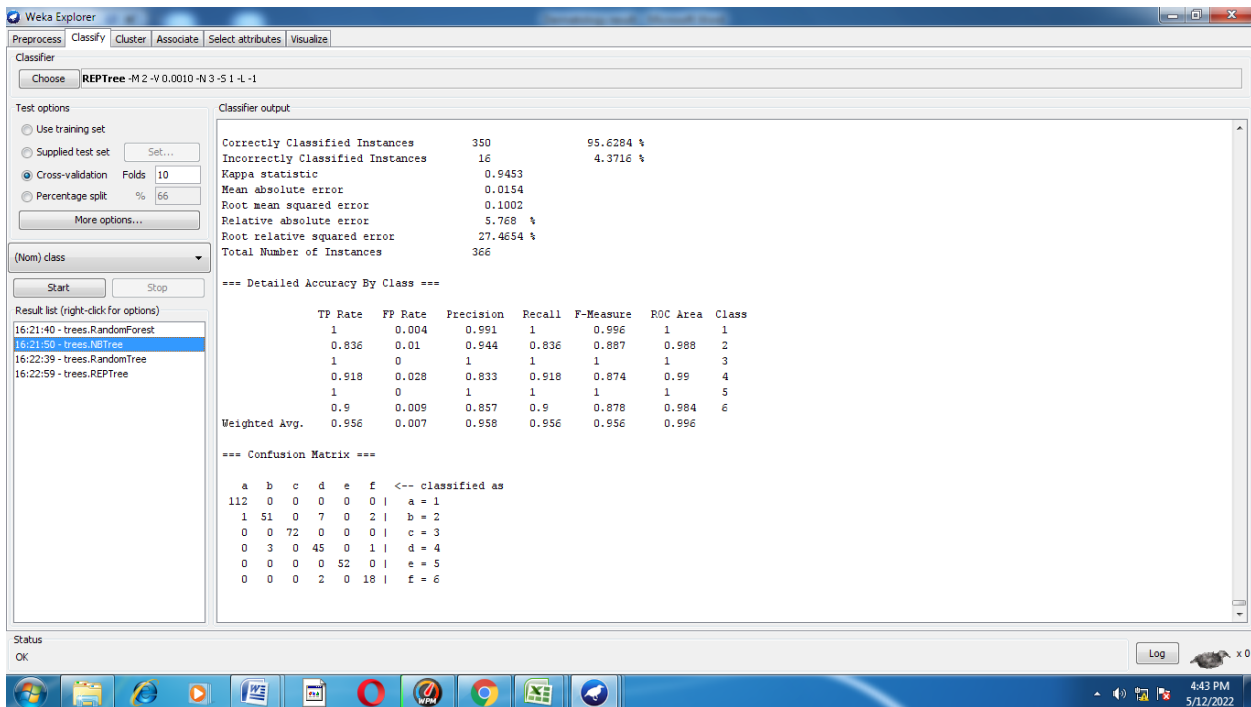 Weka Explorer
Preprocess Classify Cluster Associate Select attributes Visualize
Classifier
Choose REPTree -M 2 -V 0.0010 -N 3 -S 1 -L -1
Test options
Use training set
Supplied test set Set...
Cross-validation Folds 10
Percentage split % 66
More options...
(Nom) class
Start Stop
Result list (right-click for options)
16:21:40 - trees.RandomForest
16:21:50 - trees.NBTree
16:22:39 - trees.RandomTree
16:22:59 - trees.REPTree
Classifier output
Correctly Classified Instances 350 95.6284 %
Incorrectly Classified Instances 16 4.3716 %
Kappa statistic 0.9453
Mean absolute error 0.0154
Root mean squared error 0.1002
Relative absolute error 5.768 %
Root relative squared error 27.4654 %
Total Number of Instances 366
=== Detailed Accuracy By Class ===
TP Rate FP Rate Precision Recall F-Measure ROC Area Class
1 0.004 0.991 1 0.996 1 1
0.836 0.01 0.944 0.836 0.887 0.988 2
1 0 1 1 1 1 3
0.918 0.028 0.833 0.918 0.874 0.99 4
1 0 1 1 1 1 5
0.9 0.009 0.857 0.9 0.878 0.984 6
Weighted Avg. 0.956 0.007 0.958 0.956 0.956 0.996
=== Confusion Matrix ===
a b c d e f <-- classified as
112 0 0 0 0 0 | a = 1
1 51 0 7 0 2 | b = 2
0 0 72 0 0 0 | c = 3
0 3 0 45 0 1 | d = 4
0 0 0 0 52 0 | e = 5
0 0 0 2 0 18 | f = 6
Status
OK
Log x 0
WPM
4:43 PM
5/12/2022